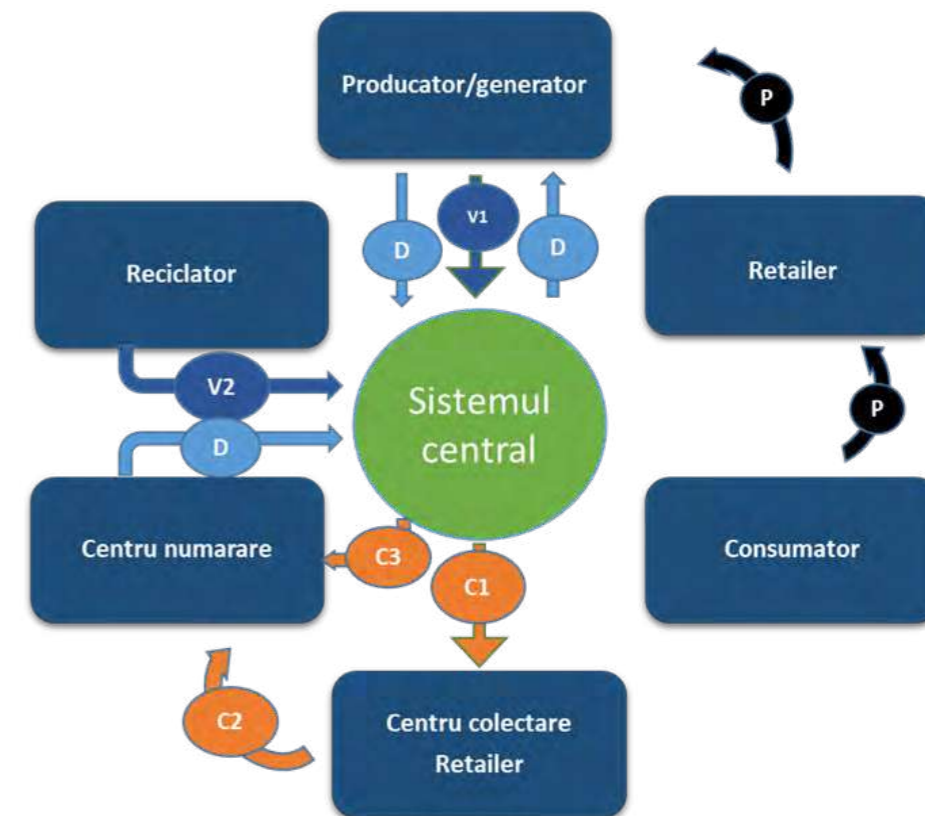 Producator/generator
P
V1
D
D
Reciclator
Retailer
V2
Sistemul
central
P
D
Centru numarare
C3
C1
Consumator
C2
Centru colectare
Retailer